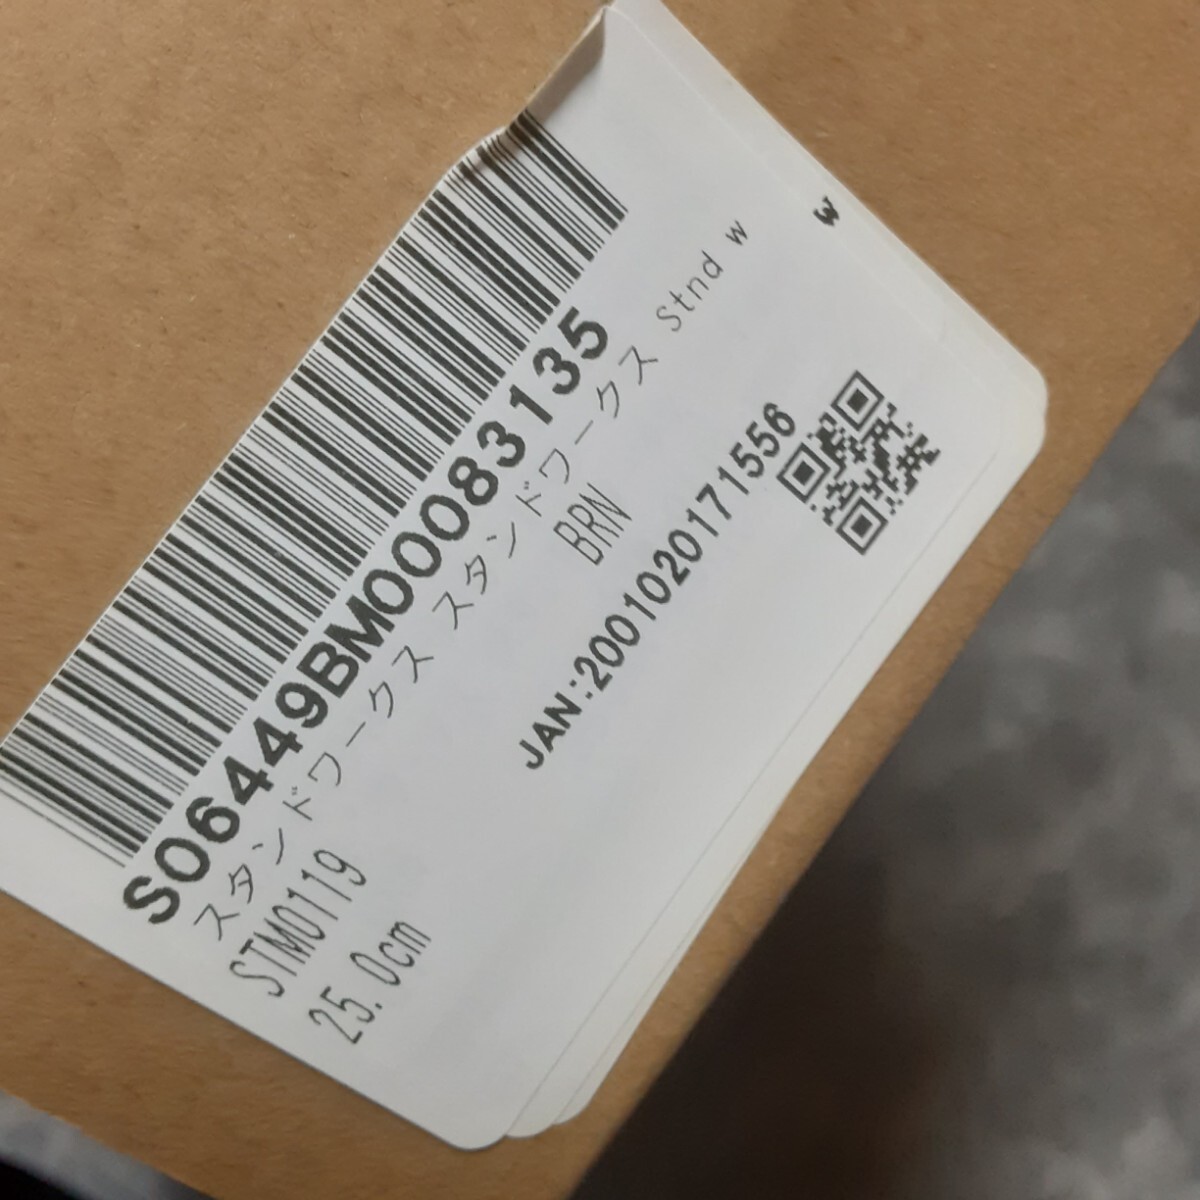 S06449BM00083135
スタンドワークス スタンドワークス Stnd w
STM0119 BRN
25.0cm
JAN:2001020171556
w